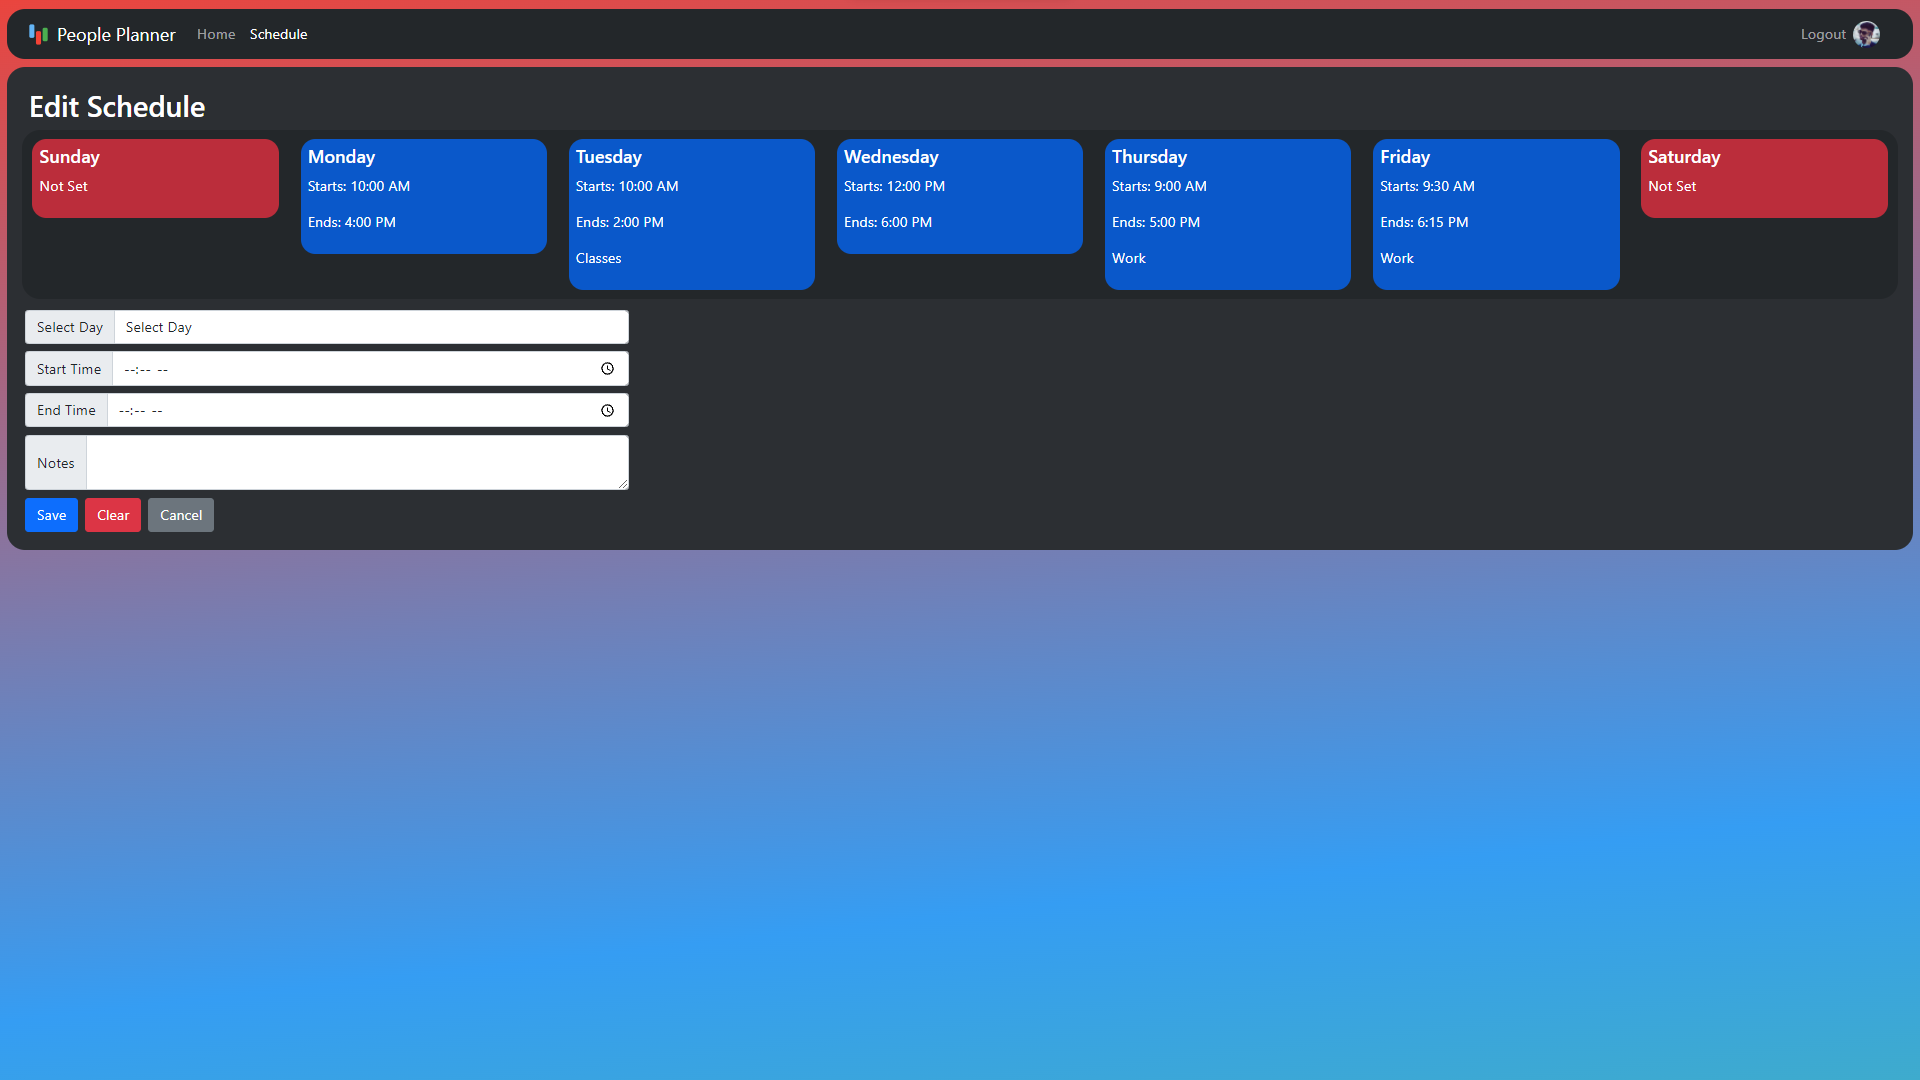 People Planner
Home
Schedule
Logout
Edit Schedule
Sunday
Not Set
Monday
Starts: 10:00 AM
Ends: 4:00 PM
Tuesday
Starts: 10:00 AM
Ends: 2:00 PM
Classes
Wednesday
Starts: 12:00 PM
Ends: 6:00 PM
Thursday
Starts: 9:00 AM
Ends: 5:00 PM
Work
Friday
Starts: 9:30 AM
Ends: 6:15 PM
Work
Saturday
Not Set
Select Day
Select Day
Start Time
--:-- --
End Time
--:-- --
Notes
Save
Clear
Cancel